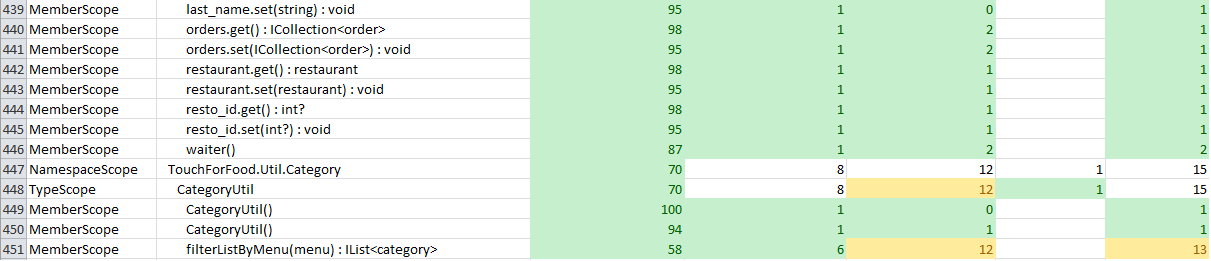 439 MemberScope last_name.set(string) : void 95 1 0 1
440 MemberScope orders.get() : ICollection<order> 98 1 2 1
441 MemberScope orders.set(ICollection<order>) : void 95 1 2 1
442 MemberScope restaurant.get() : restaurant 98 1 1 1
443 MemberScope restaurant.set(restaurant) : void 95 1 1 1
444 MemberScope resto_id.get() : int? 98 1 1 1
445 MemberScope resto_id.set(int?) : void 95 1 1 1
446 MemberScope waiter() 87 1 2 2
447 NamespaceScope TouchForFood.Util.Category 70 8 12 1 15
448 TypeScope CategoryUtil 70 8 12 1 15
449 MemberScope CategoryUtil() 100 1 0 1
450 MemberScope CategoryUtil() 94 1 1 1
451 MemberScope filterListByMenu(menu) : IList<category> 58 6 12 13